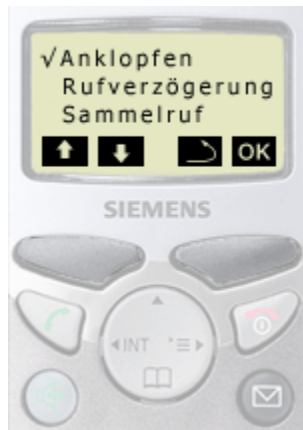 √Anklopfen
Rufverzögerung
Sammelruf
OK
SIEMENS
INT